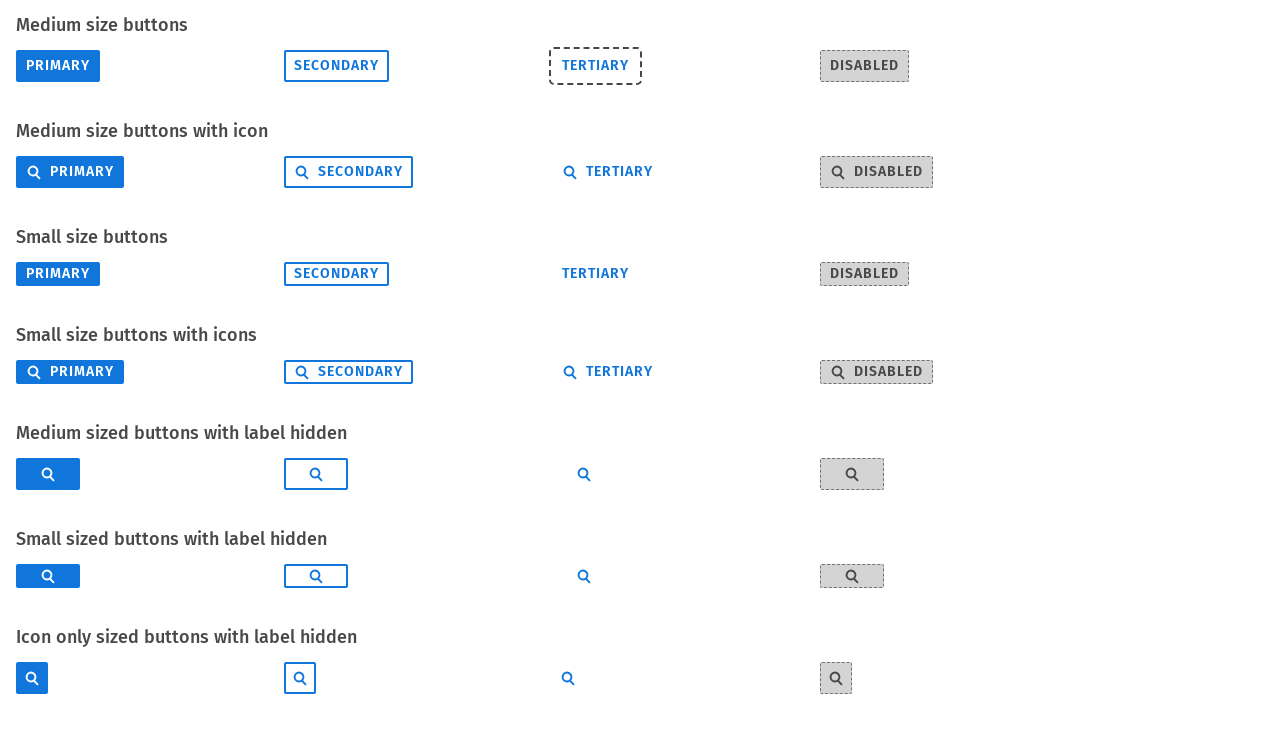 Medium size buttons
PRIMARY SECONDARY TERTIARY DISABLED
Medium size buttons with icon
PRIMARY SECONDARY TERTIARY DISABLED
Small size buttons
PRIMARY SECONDARY TERTIARY DISABLED
Small size buttons with icons
PRIMARY SECONDARY TERTIARY DISABLED
Medium sized buttons with label hidden
Small sized buttons with label hidden
Icon only sized buttons with label hidden